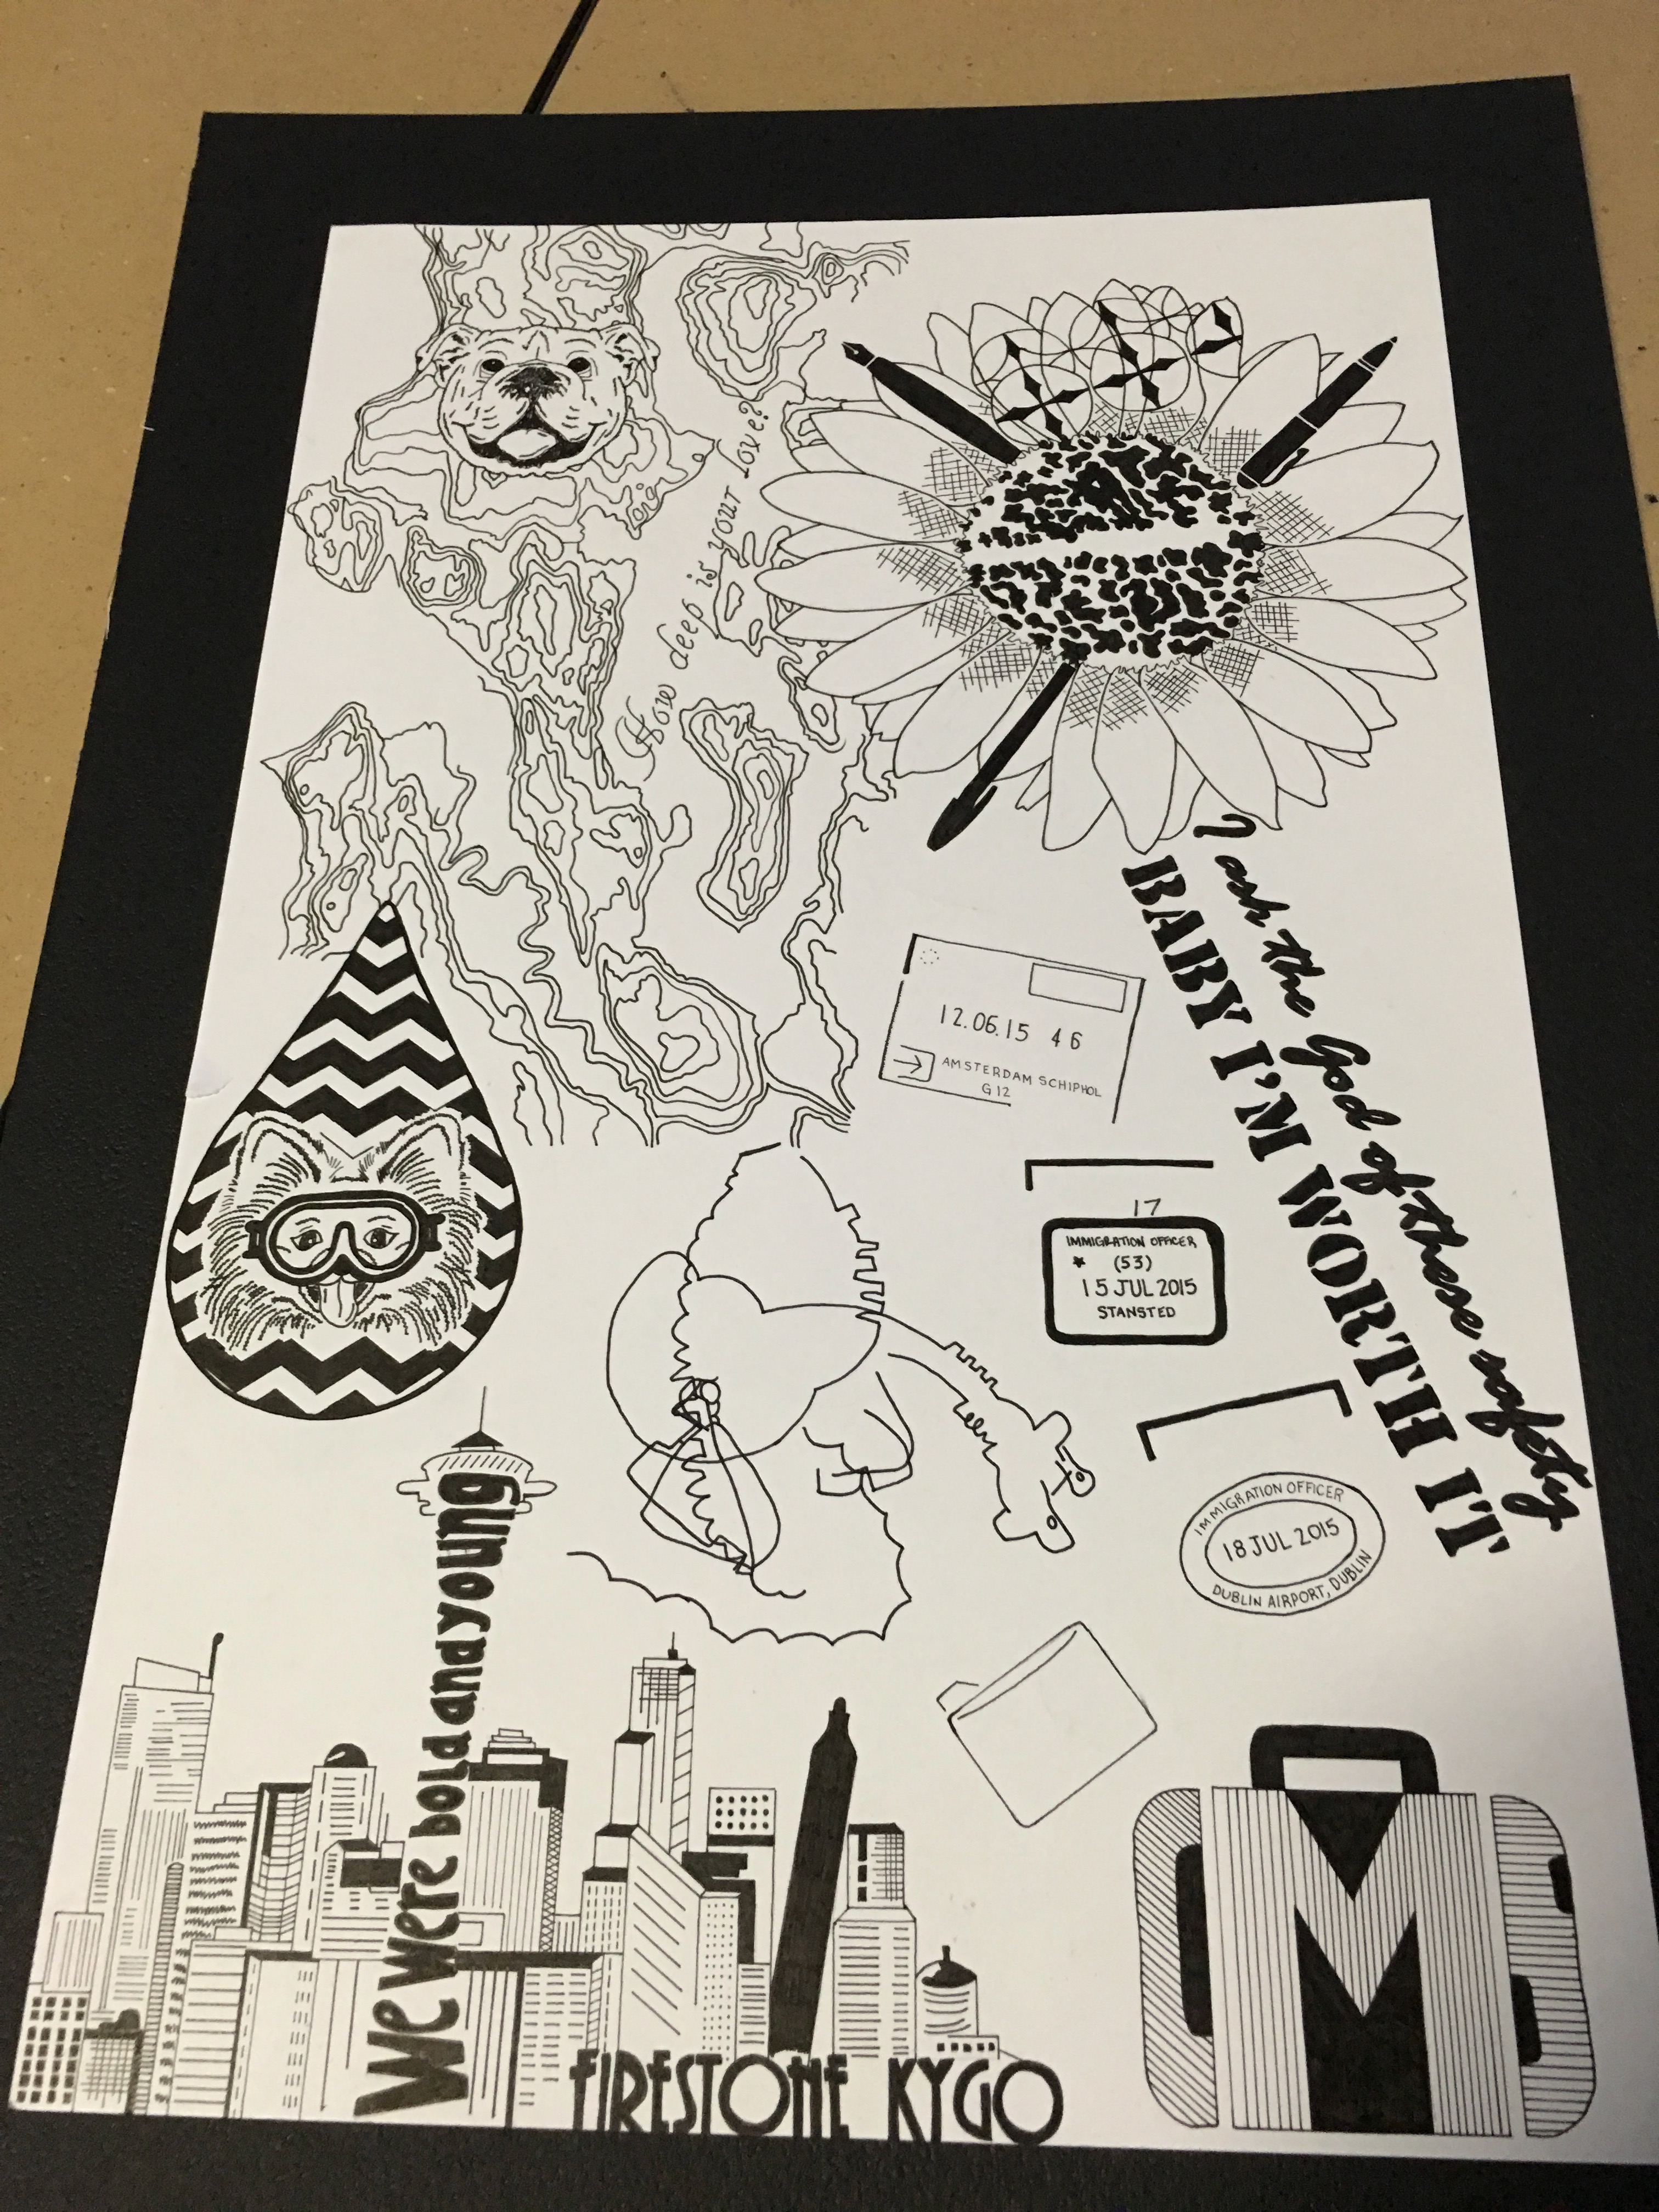 How deep is your love?
I ask the God of these safety
BABY I'M WORTH IT
12.06.15 46
AMSTERDAM SCHIPHOL
G12
17
IMMIGRATION OFFICER
(53)
15 JUL 2015
STANSTED
IMMIGRATION OFFICER
18 JUL 2015
DUBLIN AIRPORT, DUBLIN
We were bold and young
FIRESTONE KYGO
CMS